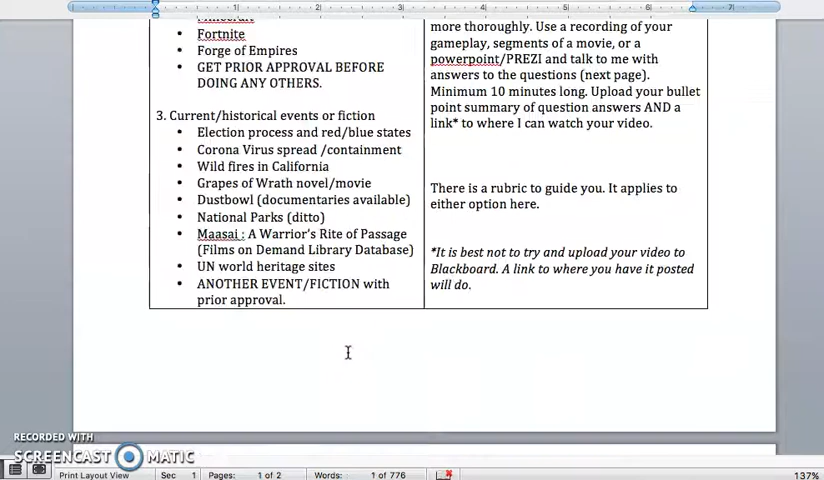 1
2
3
4
5
6
7
Minecraft
Fortnite
Forge of Empires
GET PRIOR APPROVAL BEFORE
DOING ANY OTHERS.
3. Current/historical events or fiction
Election process and red/blue states
Corona Virus spread /containment
Wild fires in California
Grapes of Wrath novel/movie
Dustbowl (documentaries available)
National Parks (ditto)
Maasai : A Warrior's Rite of Passage
(Films on Demand Library Database)
UN world heritage sites
ANOTHER EVENT/FICTION with
prior approval.
more thoroughly. Use a recording of your
gameplay, segments of a movie, or a
powerpoint/PREZI and talk to me with
answers to the questions (next page).
Minimum 10 minutes long. Upload your bullet
point summary of question answers AND a
link* to where I can watch your video.
There is a rubric to guide you. It applies to
either option here.
*It is best not to try and upload your video to
Blackboard. A link to where you have it posted
will do.
RECORDED WITH
SCREENCAST MATIC
Print Layout View Sec 1 Pages: 1 of 2 Words: 1 of 776 137%